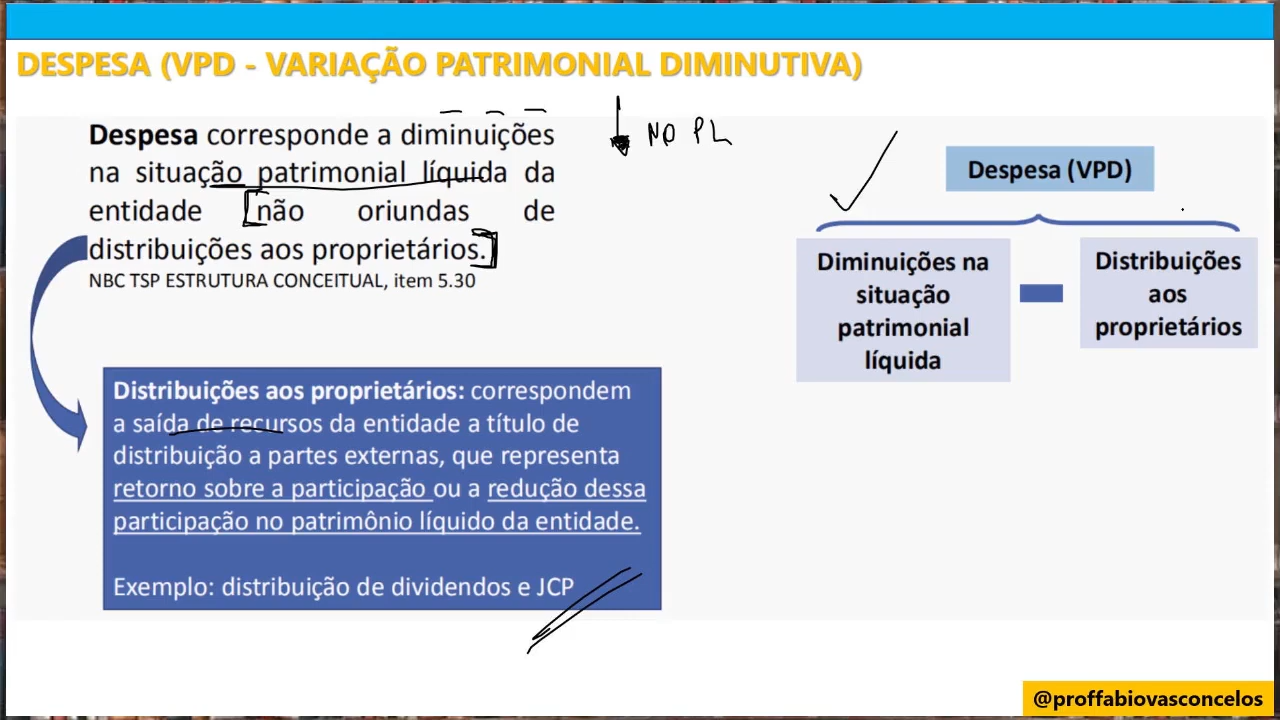 DESPESA (VPD - VARIAÇÃO PATRIMONIAL DIMINUTIVA)
Despesa corresponde a diminuições
na situação patrimonial líquida da
entidade não oriundas de
distribuições aos proprietários.
NBC TSP ESTRUTURA CONCEITUAL, item 5.30
NO PL
Distribuições aos proprietários: correspondem
a saída de recursos da entidade a título de
distribuição a partes externas, que representa
retorno sobre a participação ou a redução dessa
participação no patrimônio líquido da entidade.
Exemplo: distribuição de dividendos e JCP
Despesa (VPD)
Diminuições na
situação
patrimonial
líquida
Distribuições
aos
proprietários
@proffabiovasconcelos